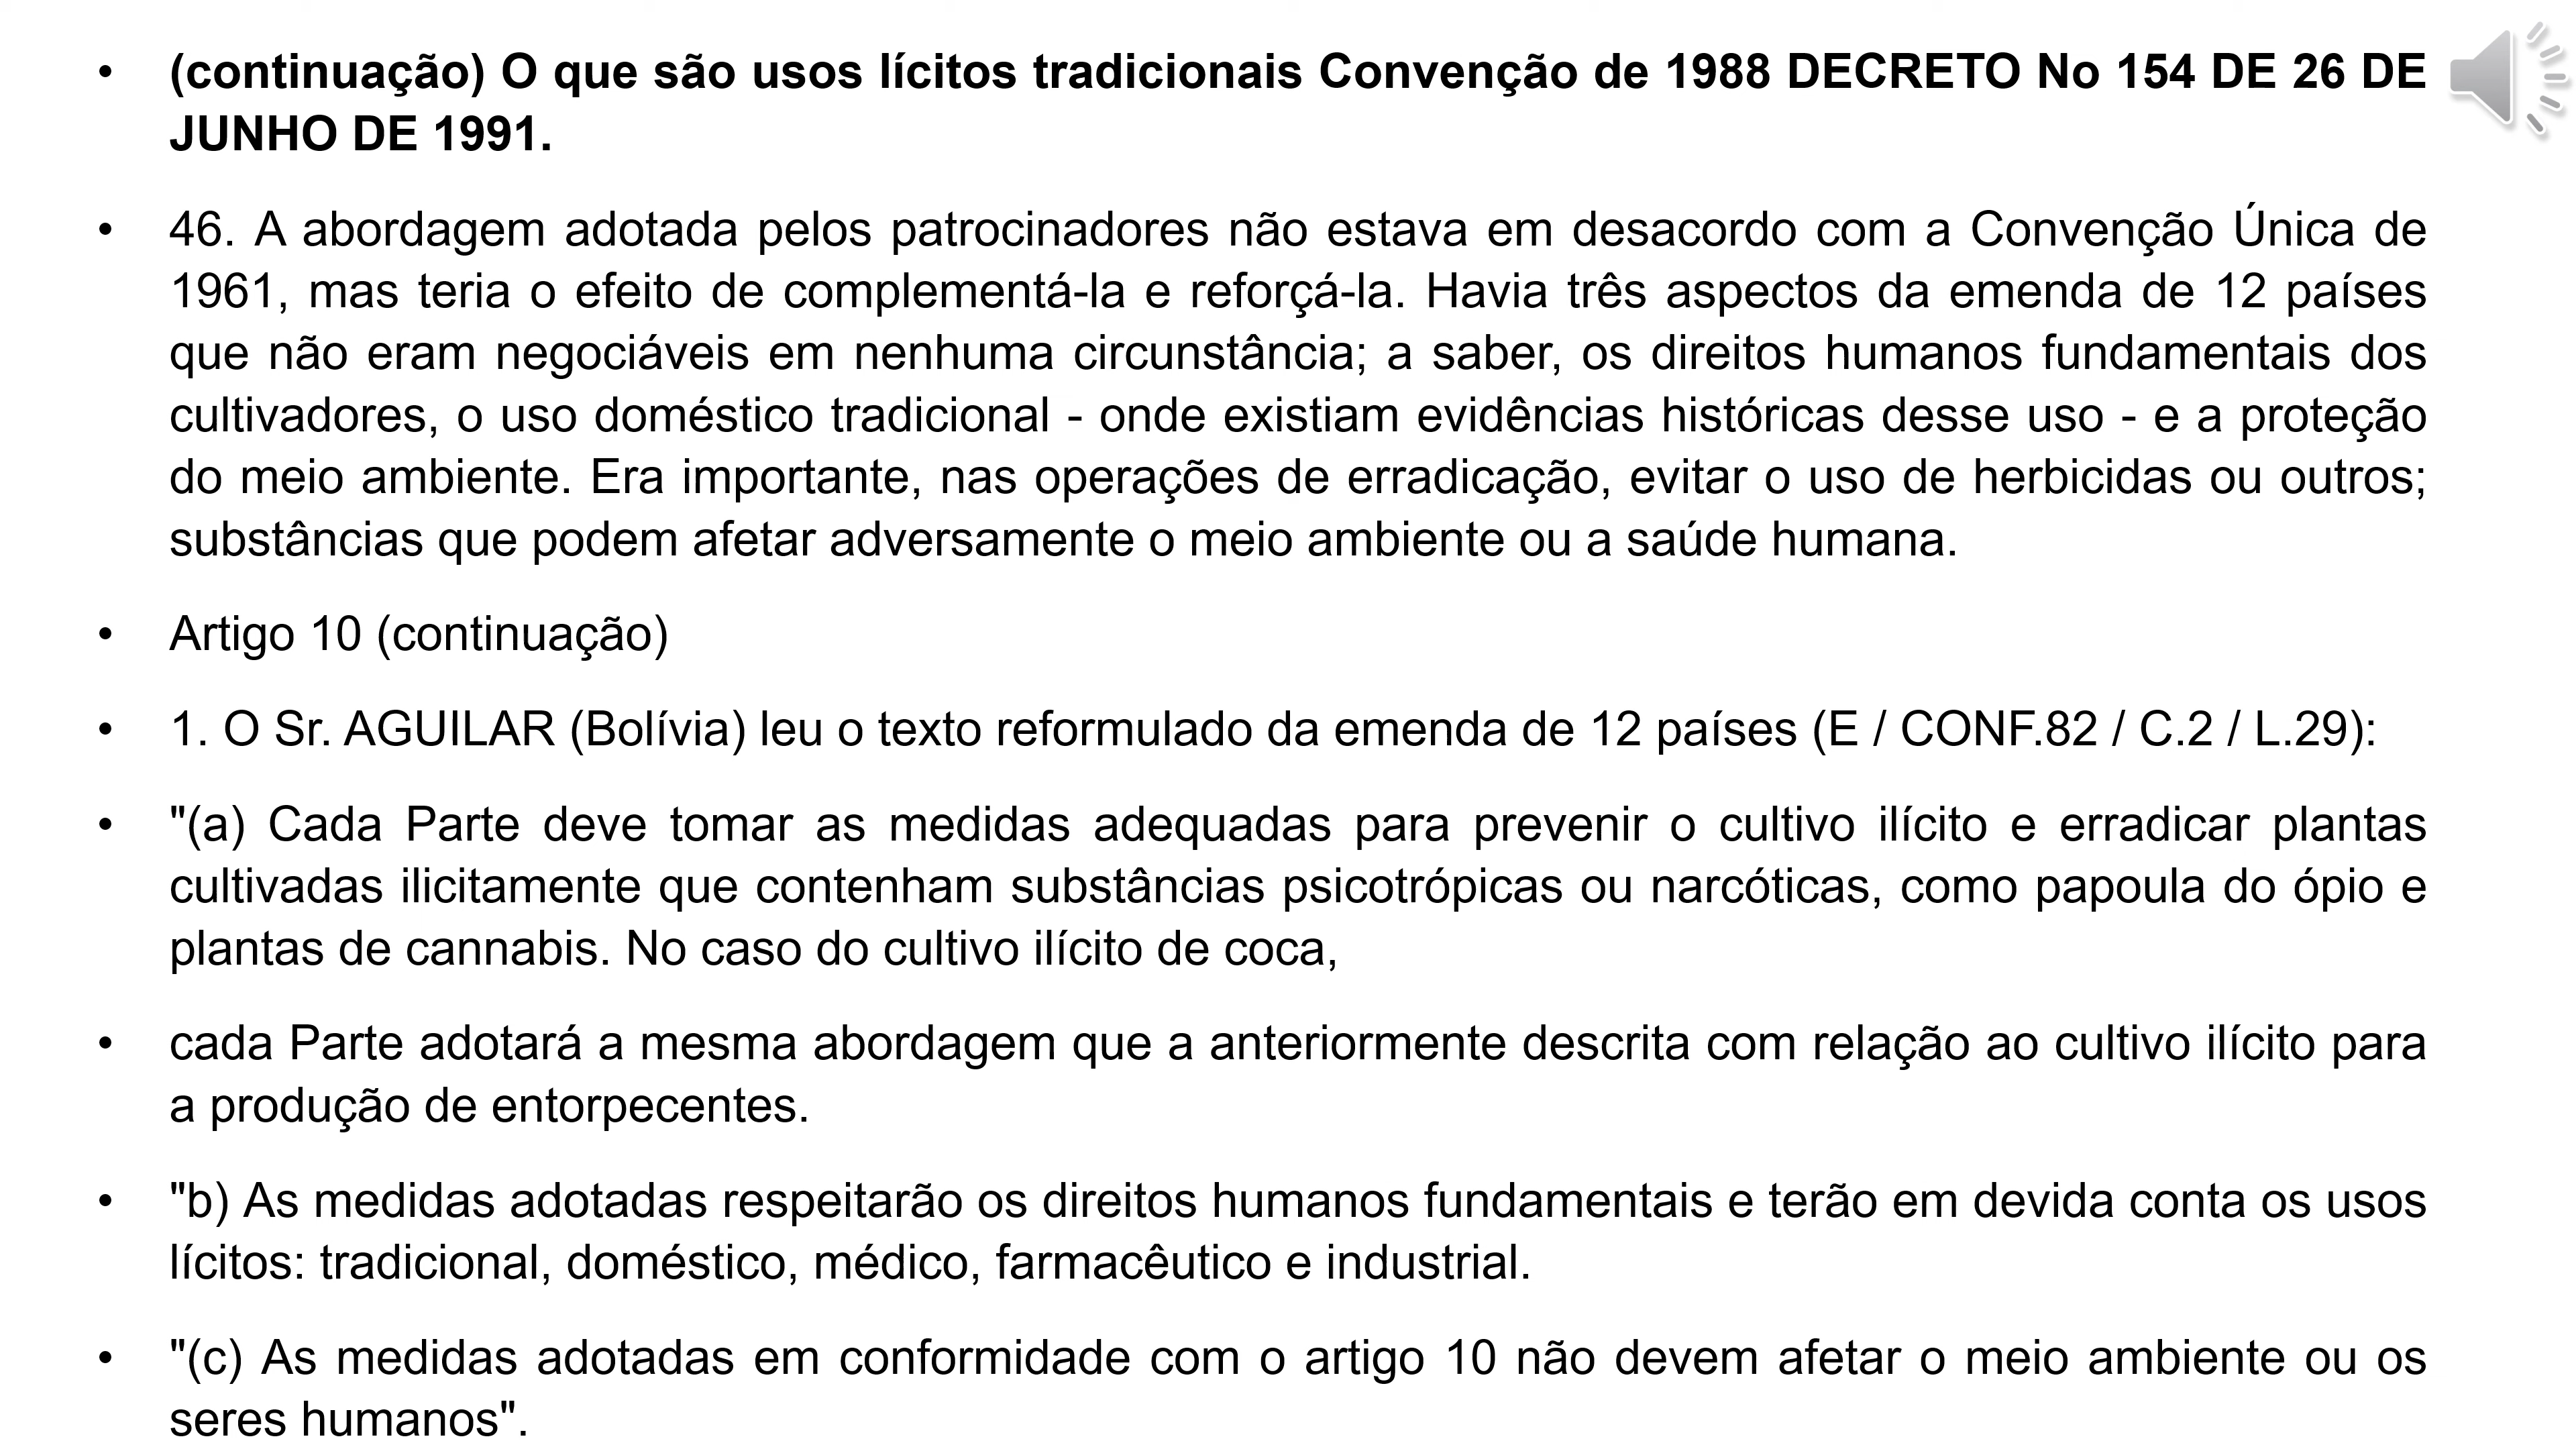 • (continuação) O que são usos lícitos tradicionais Convenção de 1988 DECRETO No 154 DE 26 DE
JUNHO DE 1991.
• 46. A abordagem adotada pelos patrocinadores não estava em desacordo com a Convenção Única de
1961, mas teria o efeito de complementá-la e reforçá-la. Havia três aspectos da emenda de 12 países
que não eram negociáveis em nenhuma circunstância; a saber, os direitos humanos fundamentais dos
cultivadores, o uso doméstico tradicional - onde existiam evidências históricas desse uso - e a proteção
do meio ambiente. Era importante, nas operações de erradicação, evitar o uso de herbicidas ou outros;
substâncias que podem afetar adversamente o meio ambiente ou a saúde humana.
• Artigo 10 (continuação)
• 1. O Sr. AGUILAR (Bolívia) leu o texto reformulado da emenda de 12 países (E / CONF.82 / C.2 / L.29):
• "(a) Cada Parte deve tomar as medidas adequadas para prevenir o cultivo ilícito e erradicar plantas
cultivadas ilicitamente que contenham substâncias psicotrópicas ou narcóticas, como papoula do ópio e
plantas de cannabis. No caso do cultivo ilícito de coca,
• cada Parte adotará a mesma abordagem que a anteriormente descrita com relação ao cultivo ilícito para
a produção de entorpecentes.
• "b) As medidas adotadas respeitarão os direitos humanos fundamentais e terão em devida conta os usos
lícitos: tradicional, doméstico, médico, farmacêutico e industrial.
• "(c) As medidas adotadas em conformidade com o artigo 10 não devem afetar o meio ambiente ou os
seres humanos".